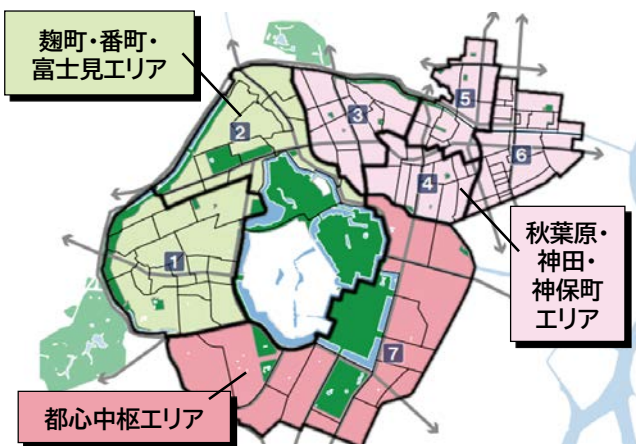 麹町・番町・
富士見エリア
2
3
5
6
4
1
7
秋葉原・
神田・
神保町
エリア
都心中枢エリア